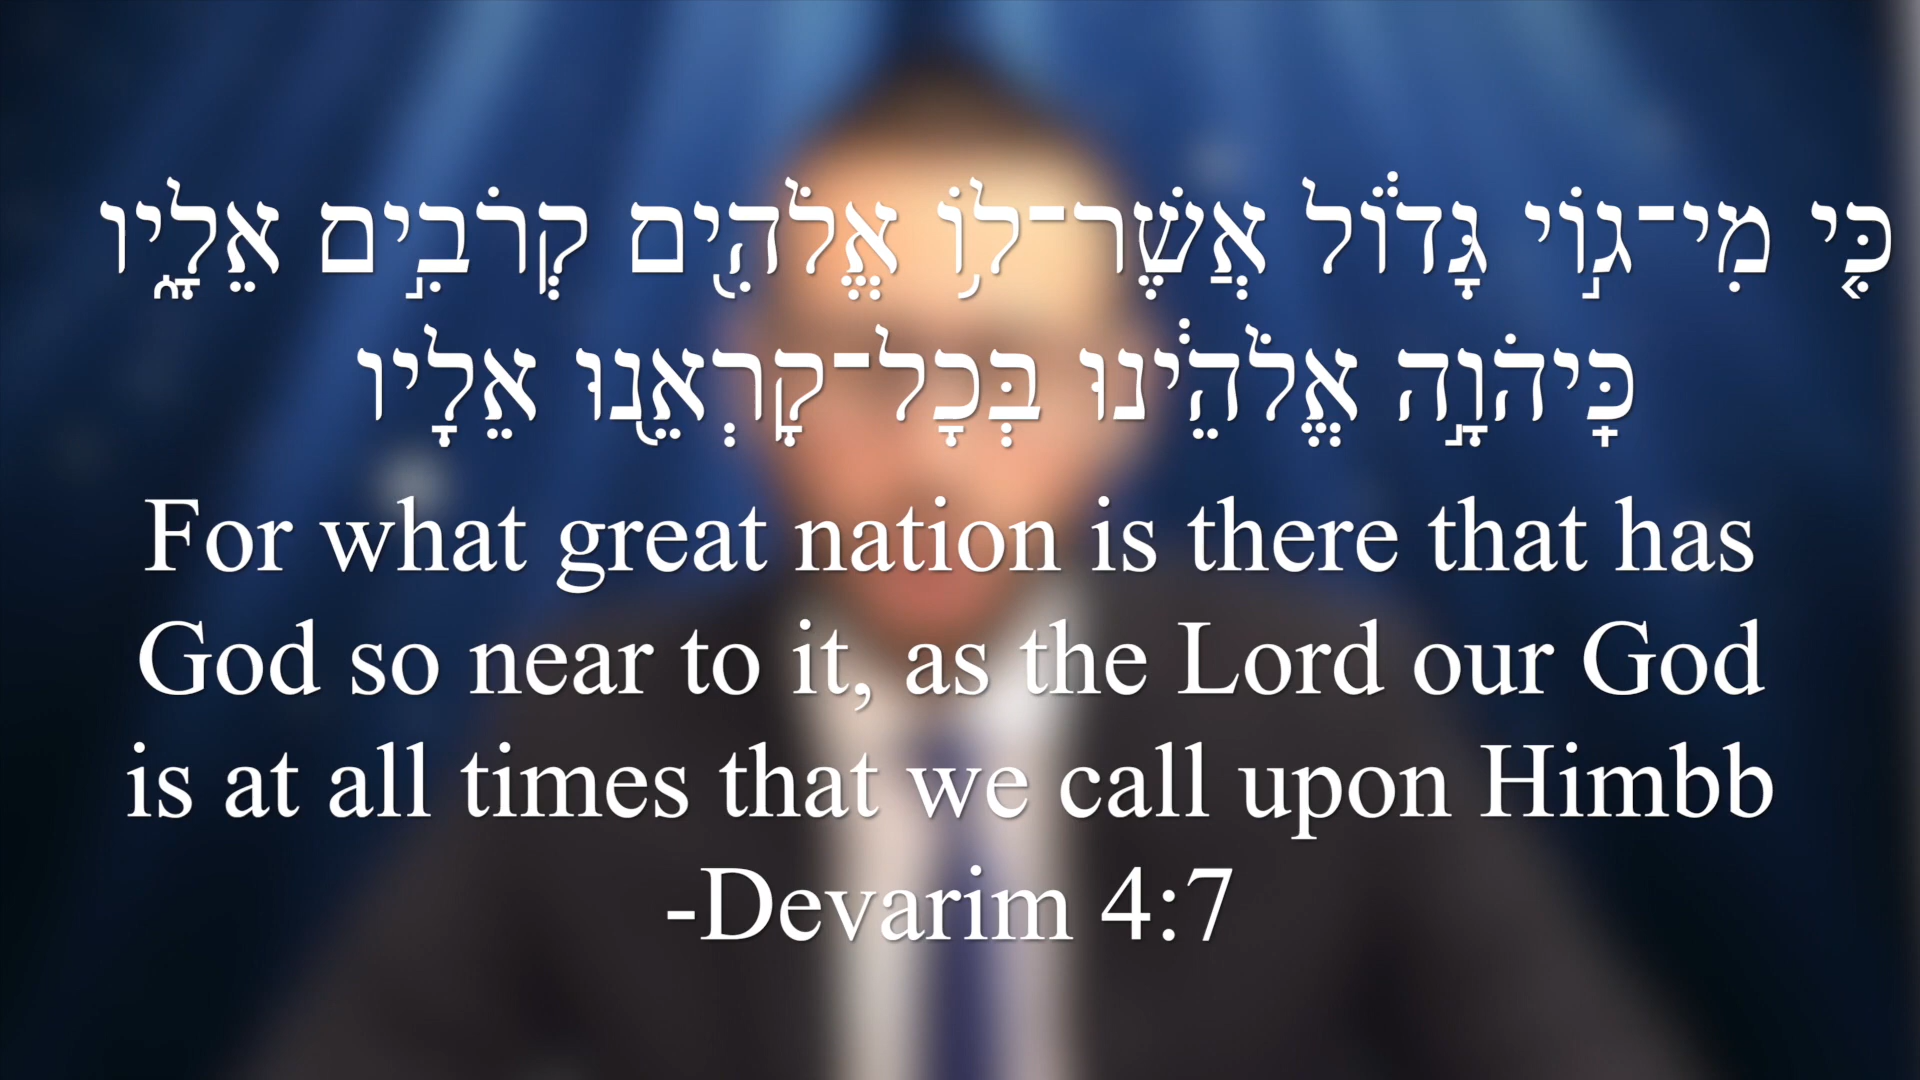 כִּ֚י מִי־ג֣וֹי גָּד֔וֹל אֲשֶׁר־ל֥וֹ אֱלֹהִ֖ים קְרֹבִ֣ים אֵלָ֑יו
כַּיהֹוָ֣ה אֱלֹהֵ֔ינוּ בְּכׇל־קָרְאֵ֖נוּ אֵלָיו
For what great nation is there that has
God so near to it, as the Lord our God
is at all times that we call upon Himbb
-Devarim 4:7